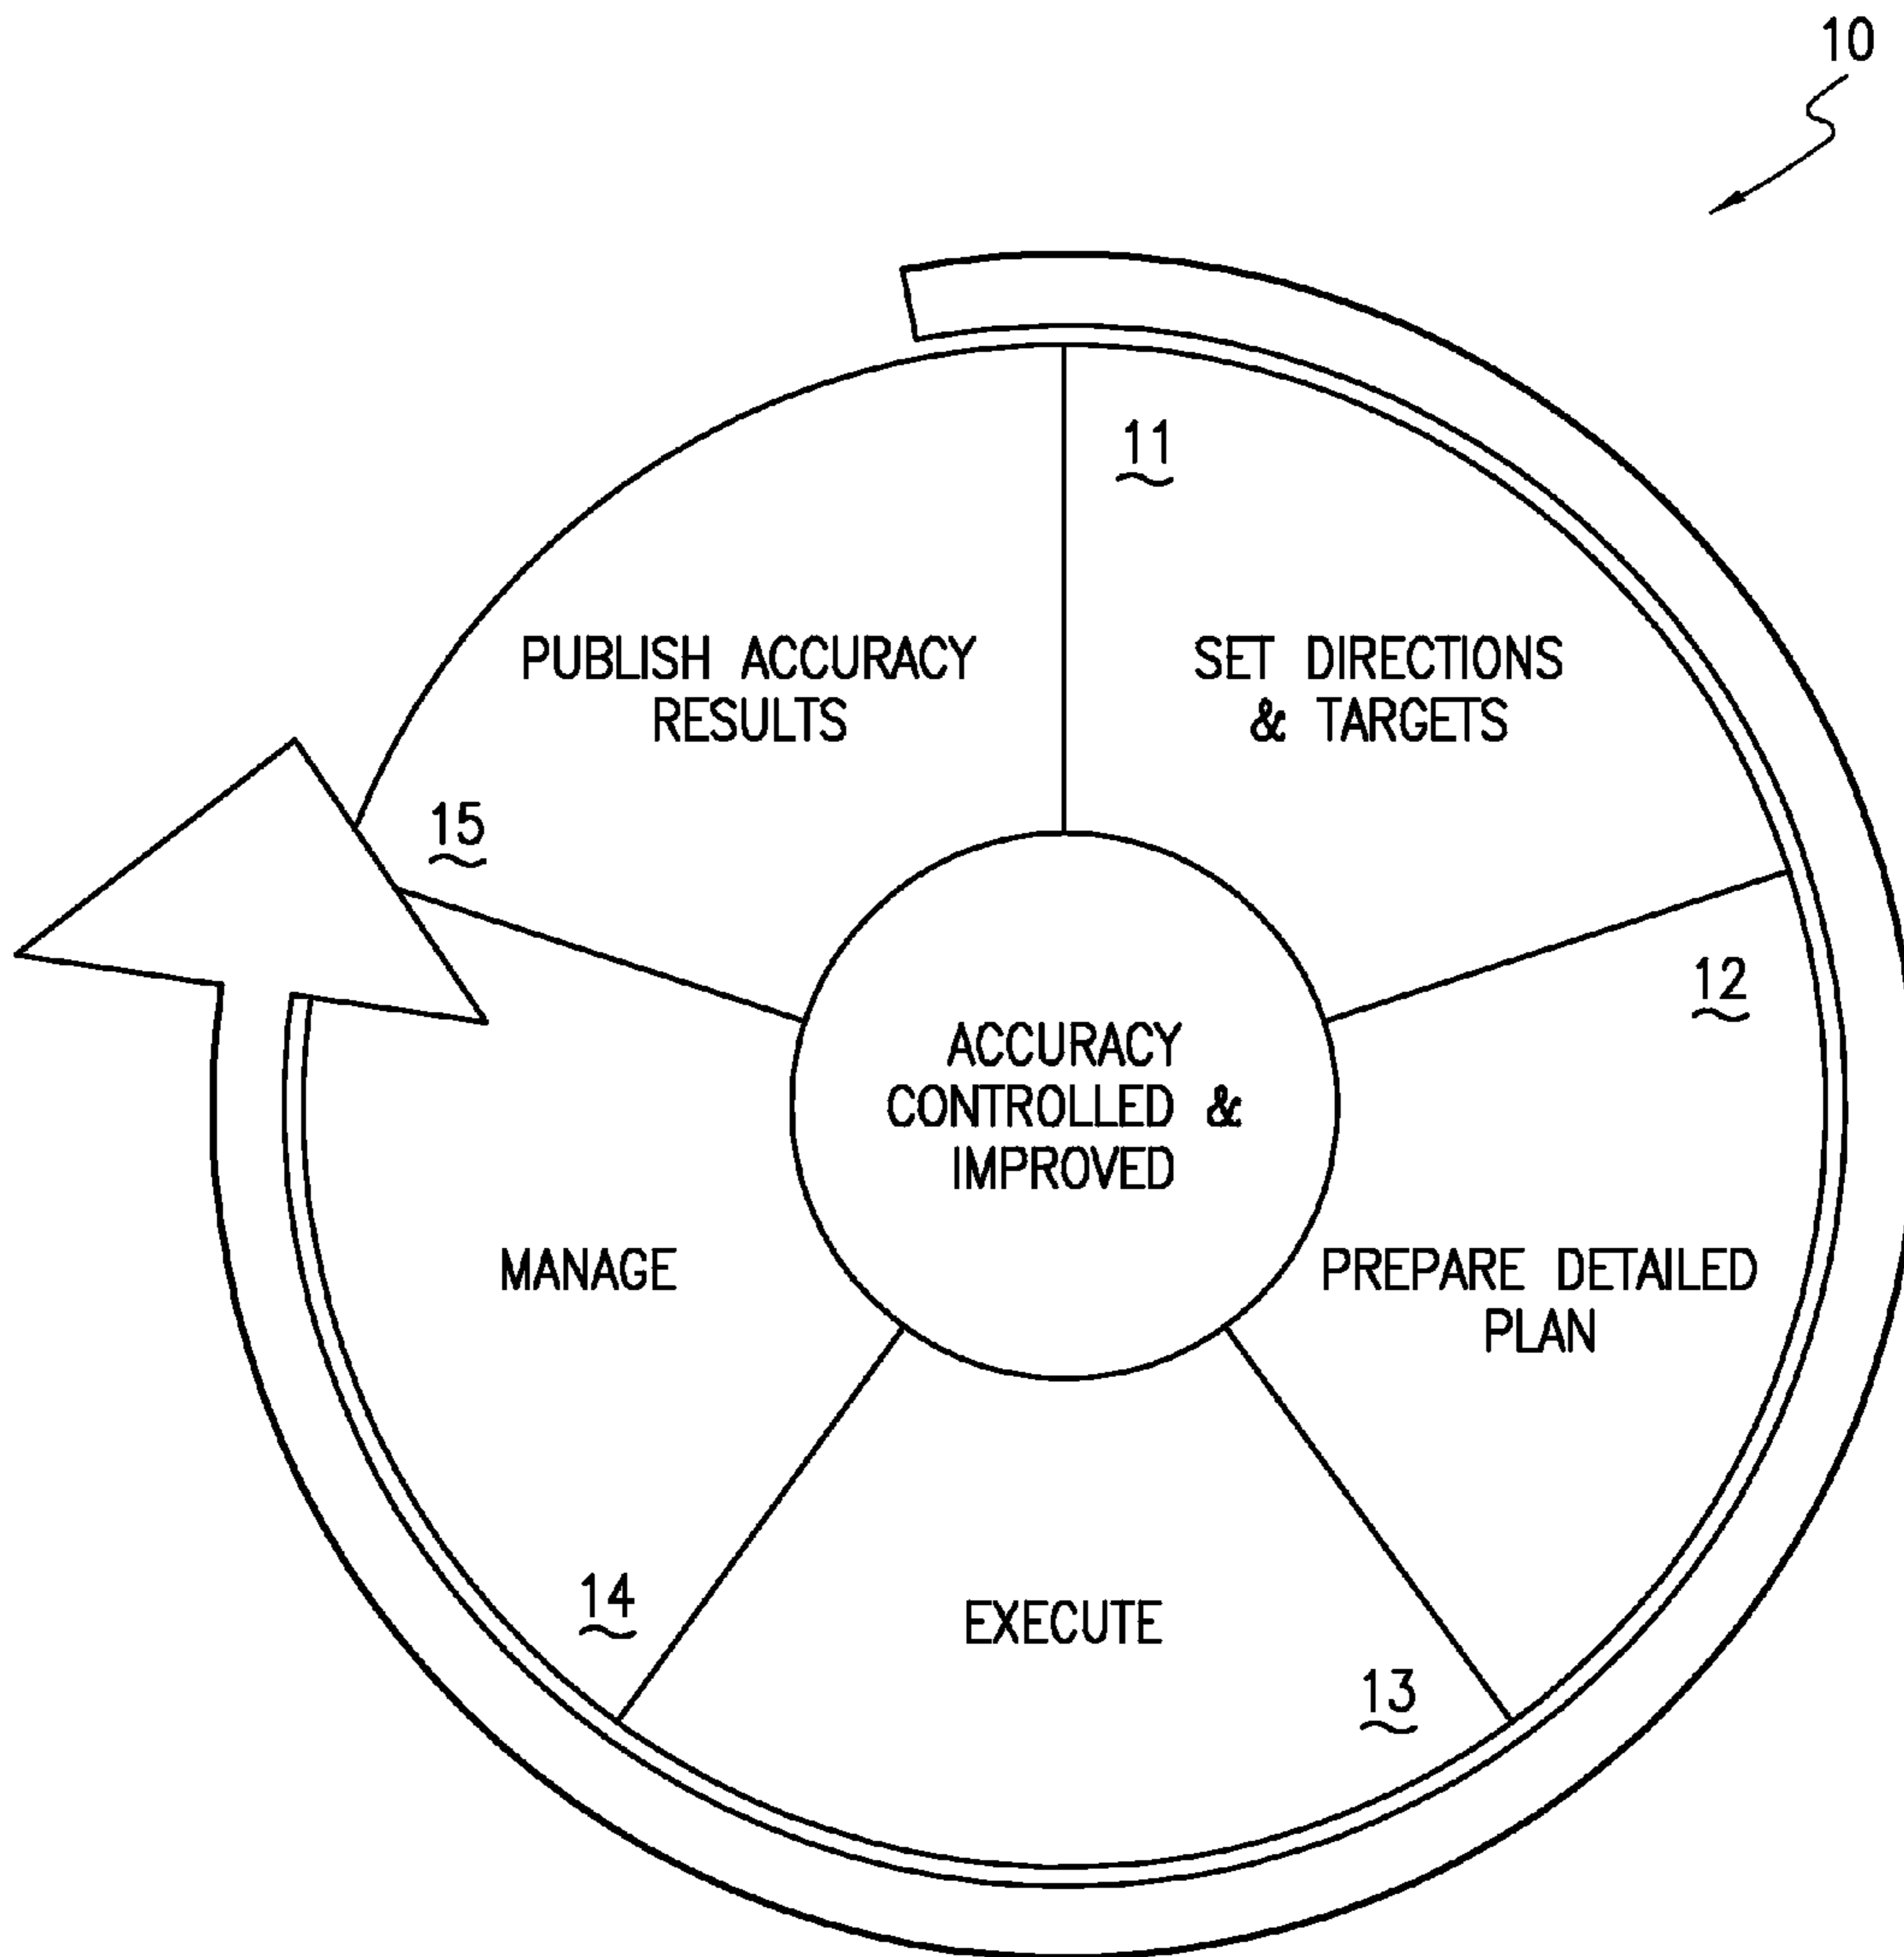 10
11
SET DIRECTIONS
& TARGETS
12
PREPARE DETAILED
PLAN
13
EXECUTE
14
MANAGE
15
PUBLISH ACCURACY
RESULTS
ACCURACY
CONTROLLED &
IMPROVED